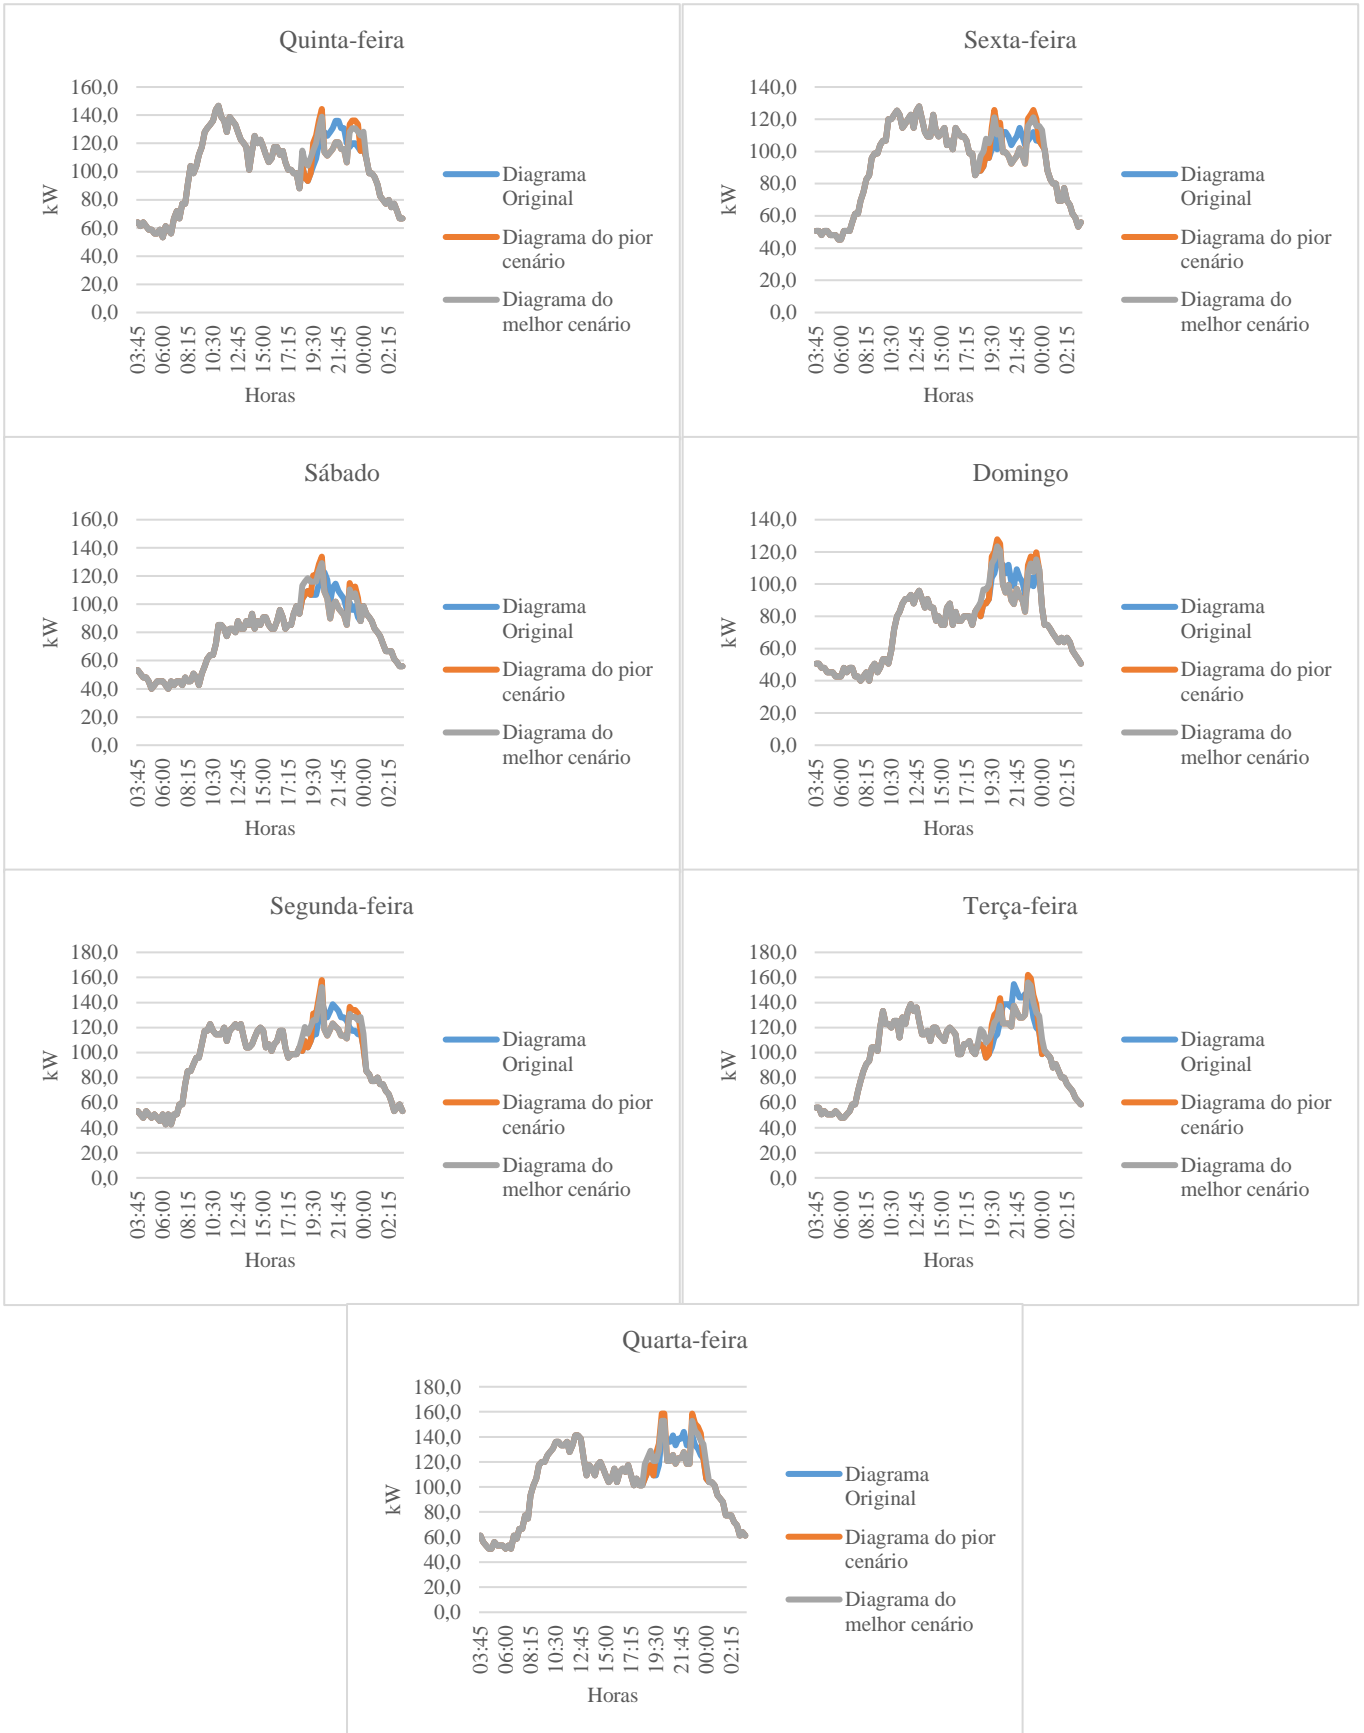 Quinta-feira
160,0
140,0
120,0
100,0
80,0
60,0
40,0
20,0
0,0
kW
03:45
06:00
08:15
10:30
12:45
15:00
17:15
19:30
21:45
00:00
02:15
Horas
Diagrama
Original
Diagrama do pior
cenário
Diagrama do
melhor cenário
Sexta-feira
140,0
120,0
100,0
80,0
60,0
40,0
20,0
0,0
kW
03:45
06:00
08:15
10:30
12:45
15:00
17:15
19:30
21:45
00:00
02:15
Horas
Diagrama
Original
Diagrama do pior
cenário
Diagrama do
melhor cenário
Sábado
160,0
140,0
120,0
100,0
80,0
60,0
40,0
20,0
0,0
kW
03:45
06:00
08:15
10:30
12:45
15:00
17:15
19:30
21:45
00:00
02:15
Horas
Diagrama
Original
Diagrama do pior
cenário
Diagrama do
melhor cenário
Domingo
140,0
120,0
100,0
80,0
60,0
40,0
20,0
0,0
kW
03:45
06:00
08:15
10:30
12:45
15:00
17:15
19:30
21:45
00:00
02:15
Horas
Diagrama
Original
Diagrama do pior
cenário
Diagrama do
melhor cenário
Segunda-feira
180,0
160,0
140,0
120,0
100,0
80,0
60,0
40,0
20,0
0,0
kW
03:45
06:00
08:15
10:30
12:45
15:00
17:15
19:30
21:45
00:00
02:15
Horas
Diagrama
Original
Diagrama do pior
cenário
Diagrama do
melhor cenário
Terça-feira
180,0
160,0
140,0
120,0
100,0
80,0
60,0
40,0
20,0
0,0
kW
03:45
06:00
08:15
10:30
12:45
15:00
17:15
19:30
21:45
00:00
02:15
Horas
Diagrama
Original
Diagrama do pior
cenário
Diagrama do
melhor cenário
Quarta-feira
180,0
160,0
140,0
120,0
100,0
80,0
60,0
40,0
20,0
0,0
kW
03:45
06:00
08:15
10:30
12:45
15:00
17:15
19:30
21:45
00:00
02:15
Horas
Diagrama
Original
Diagrama do pior
cenário
Diagrama do
melhor cenário